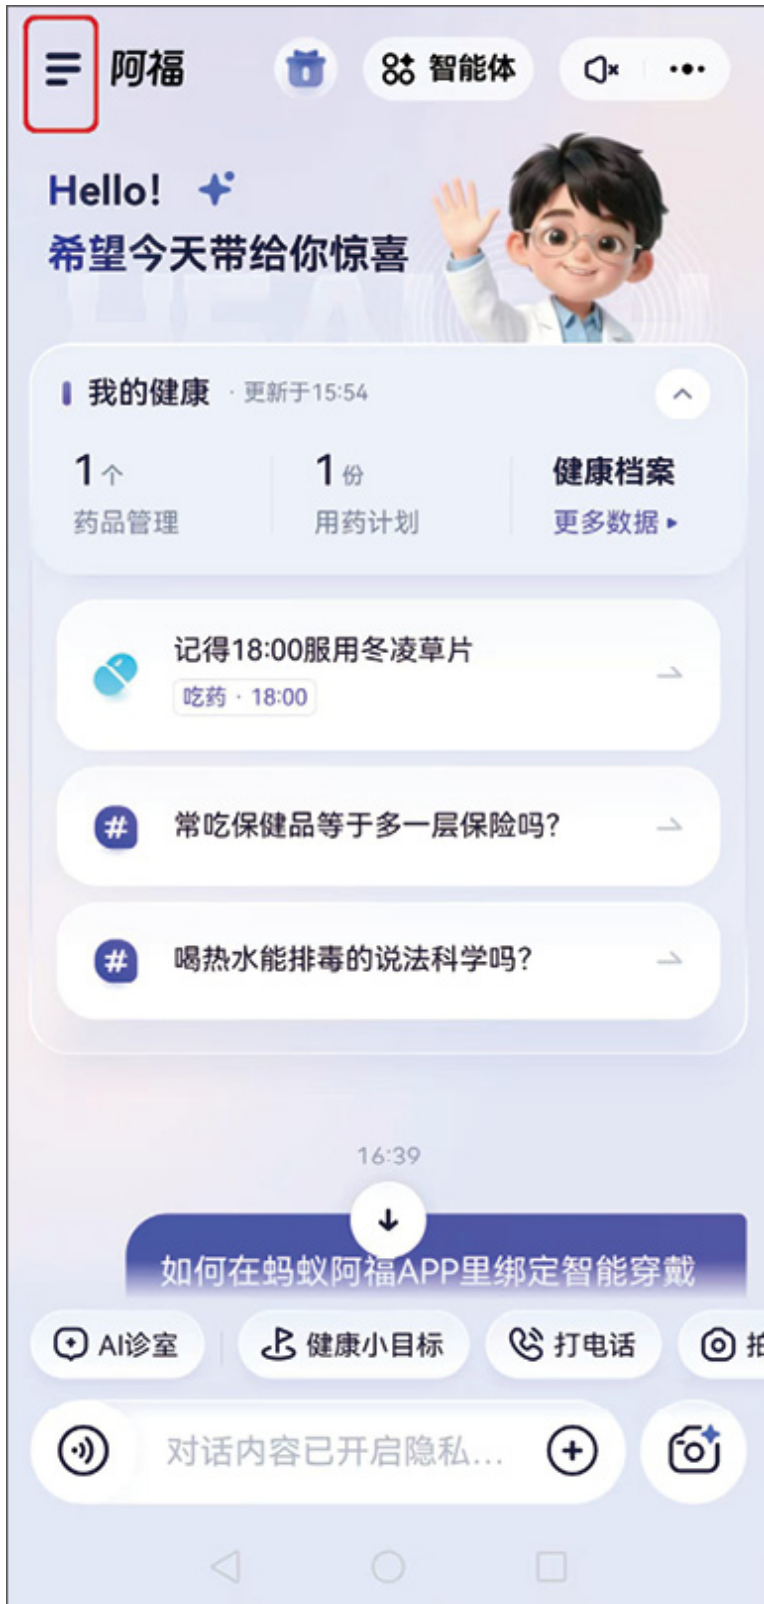 阿福
智能体
Hello!
希望今天带给你惊喜
我的健康 · 更新于15:54
1个 1份 健康档案
药品管理 用药计划 更多数据
记得18:00服用冬凌草片
吃药 · 18:00
# 常吃保健品等于多一层保险吗?
# 喝热水能排毒的说法科学吗?
16:39
如何在蚂蚁阿福APP里绑定智能穿戴
AI诊室 健康小目标 打电话 拍
对话内容已开启隐私...